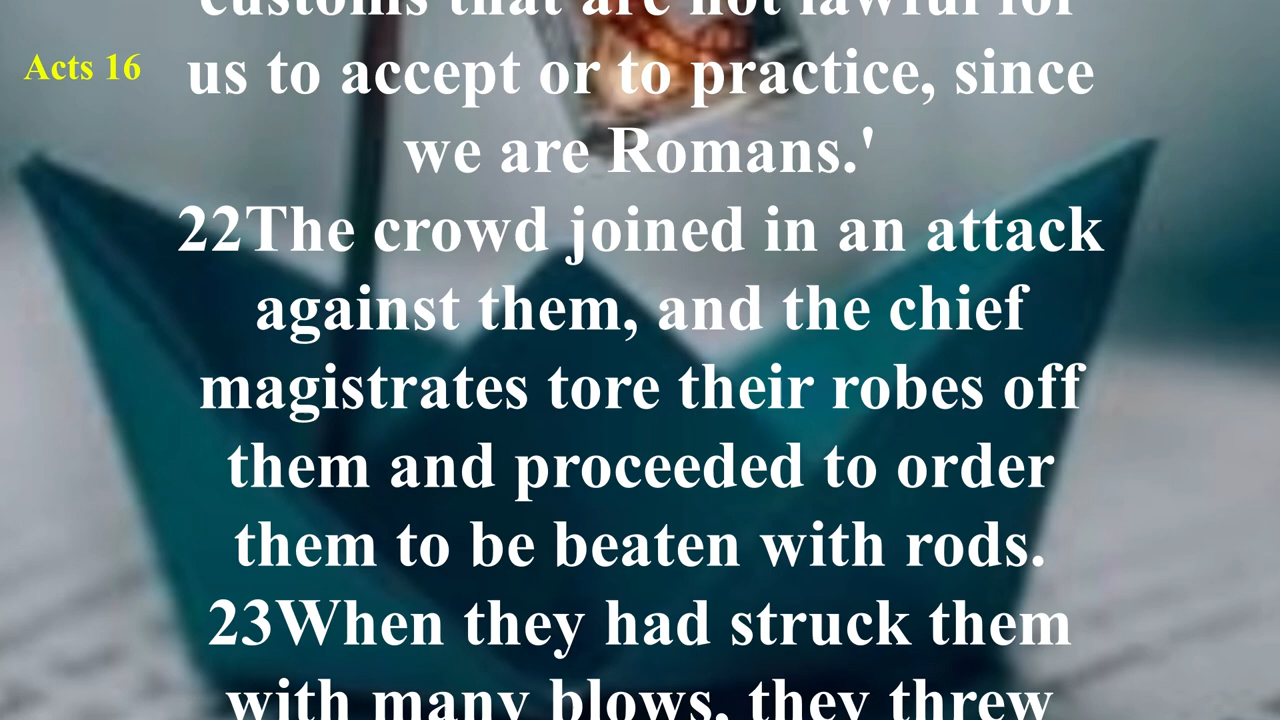 customs that are not lawful for
Acts 16
us to accept or to practice, since
we are Romans.'
22The crowd joined in an attack
against them, and the chief
magistrates tore their robes off
them and proceeded to order
them to be beaten with rods.
23When they had struck them
with many blows, they threw